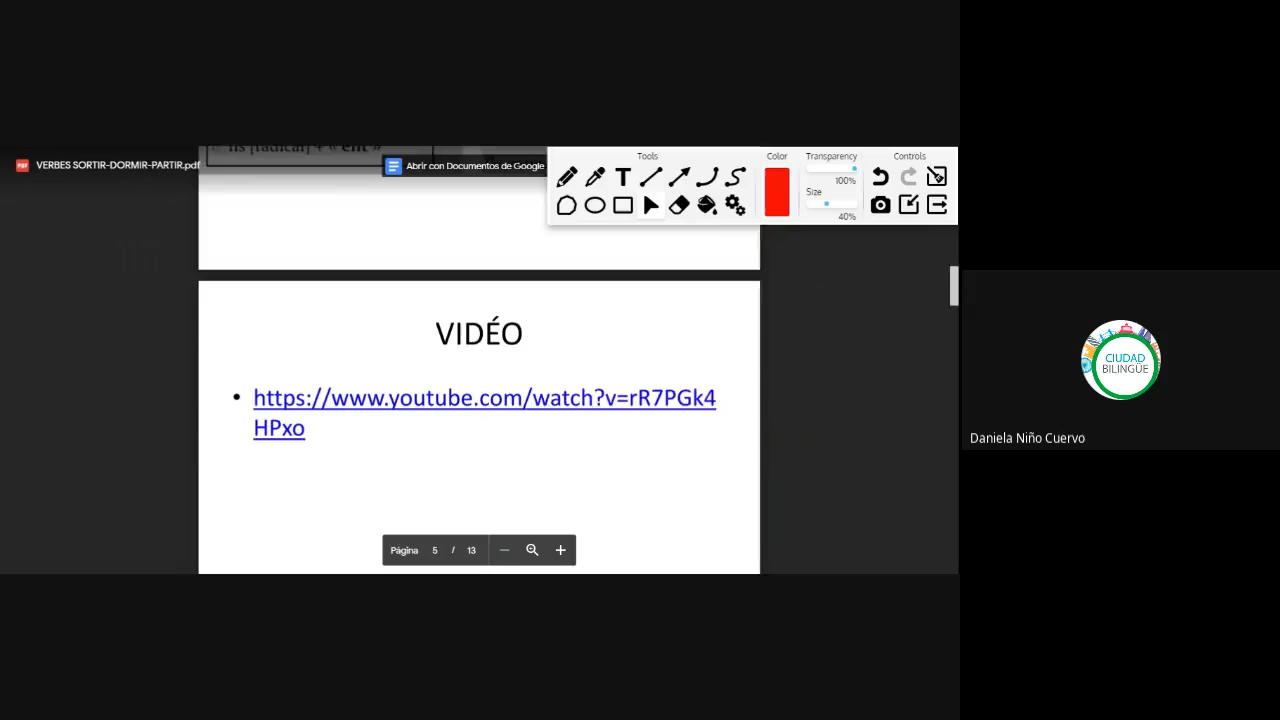 VERBES SORTIR-DORMIR-PARTIR.pdf
Abrir con Documentos de Google
Tools
Color
Transparency
100%
Size
40%
Controls
VIDÉO
• https://www.youtube.com/watch?v=rR7PGk4
HPxo
Página 5 / 13
CIUDAD
BILINGÜE
Daniela Niño Cuervo